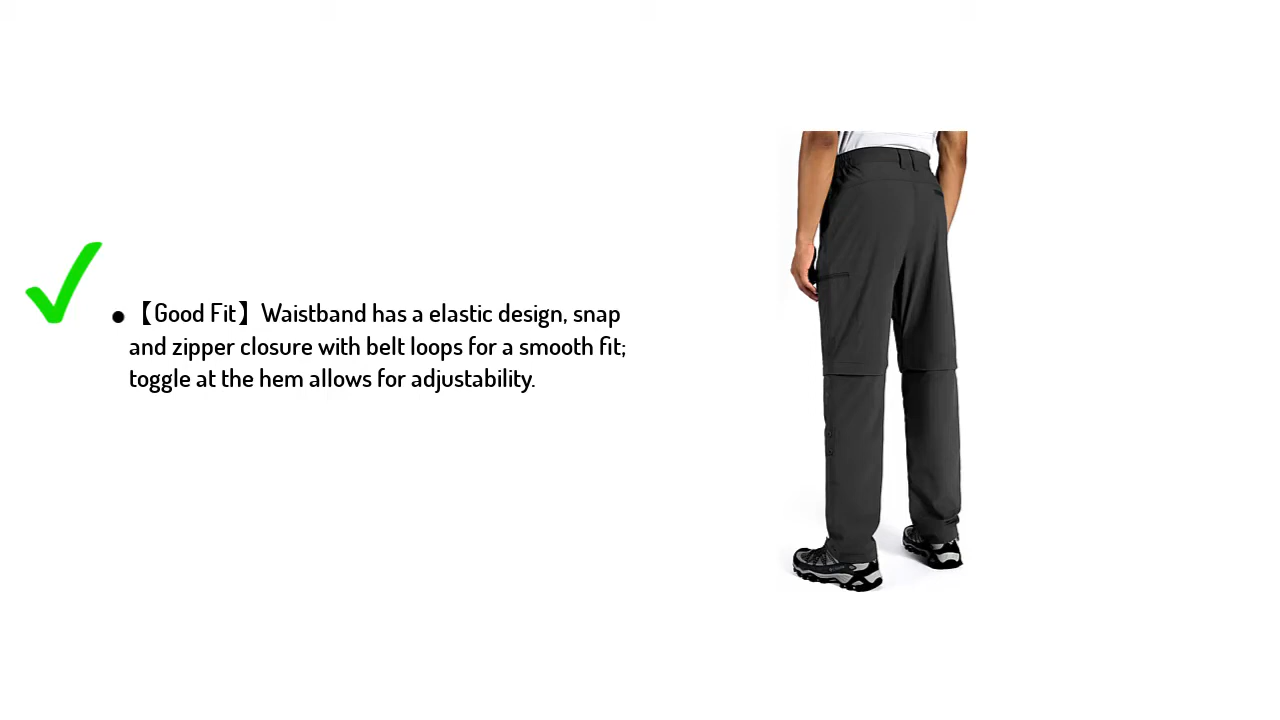 ● 【Good Fit】Waistband has a elastic design, snap
and zipper closure with belt loops for a smooth fit;
toggle at the hem allows for adjustability.